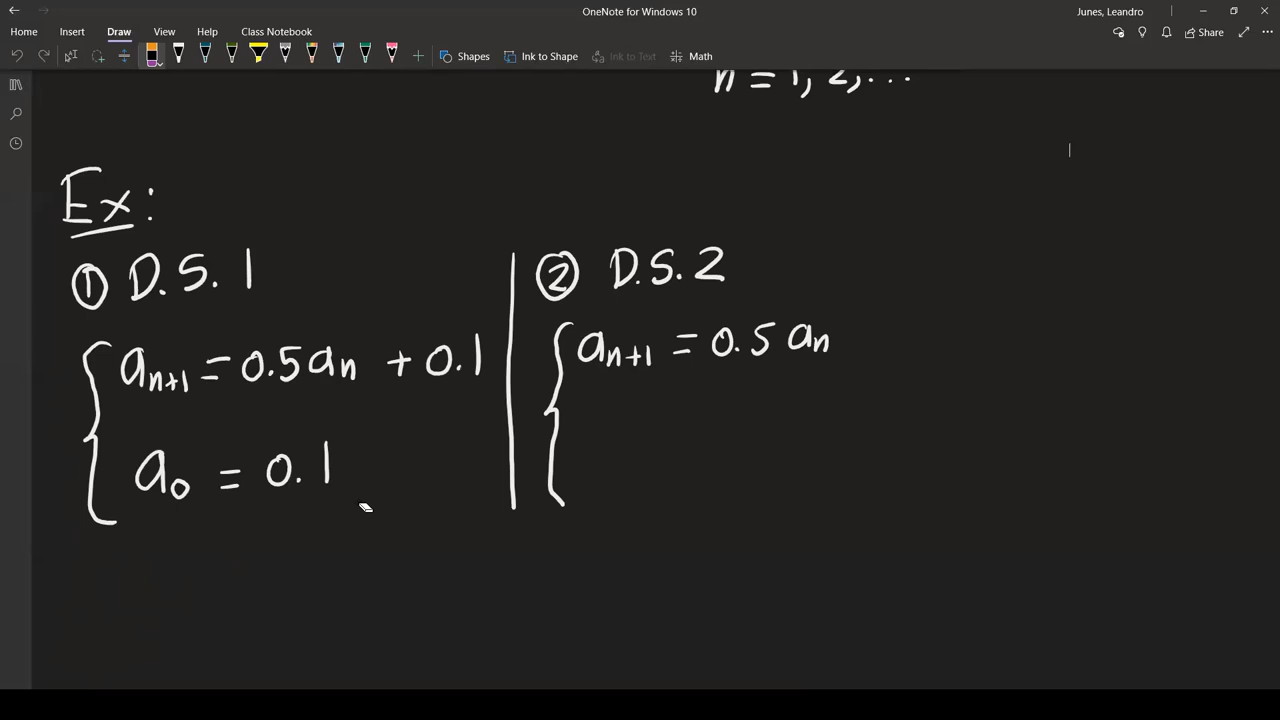 OneNote for Windows 10
Junes, Leandro
Home Insert Draw View Help Class Notebook
Share
Shapes Ink to Shape Ink to Text Math
n = 1, 2, ...
Ex:
① D.S. 1
{ aₙ₊₁ = 0.5aₙ + 0.1
a₀ = 0.1
② D.S. 2
{ aₙ₊₁ = 0.5 aₙ